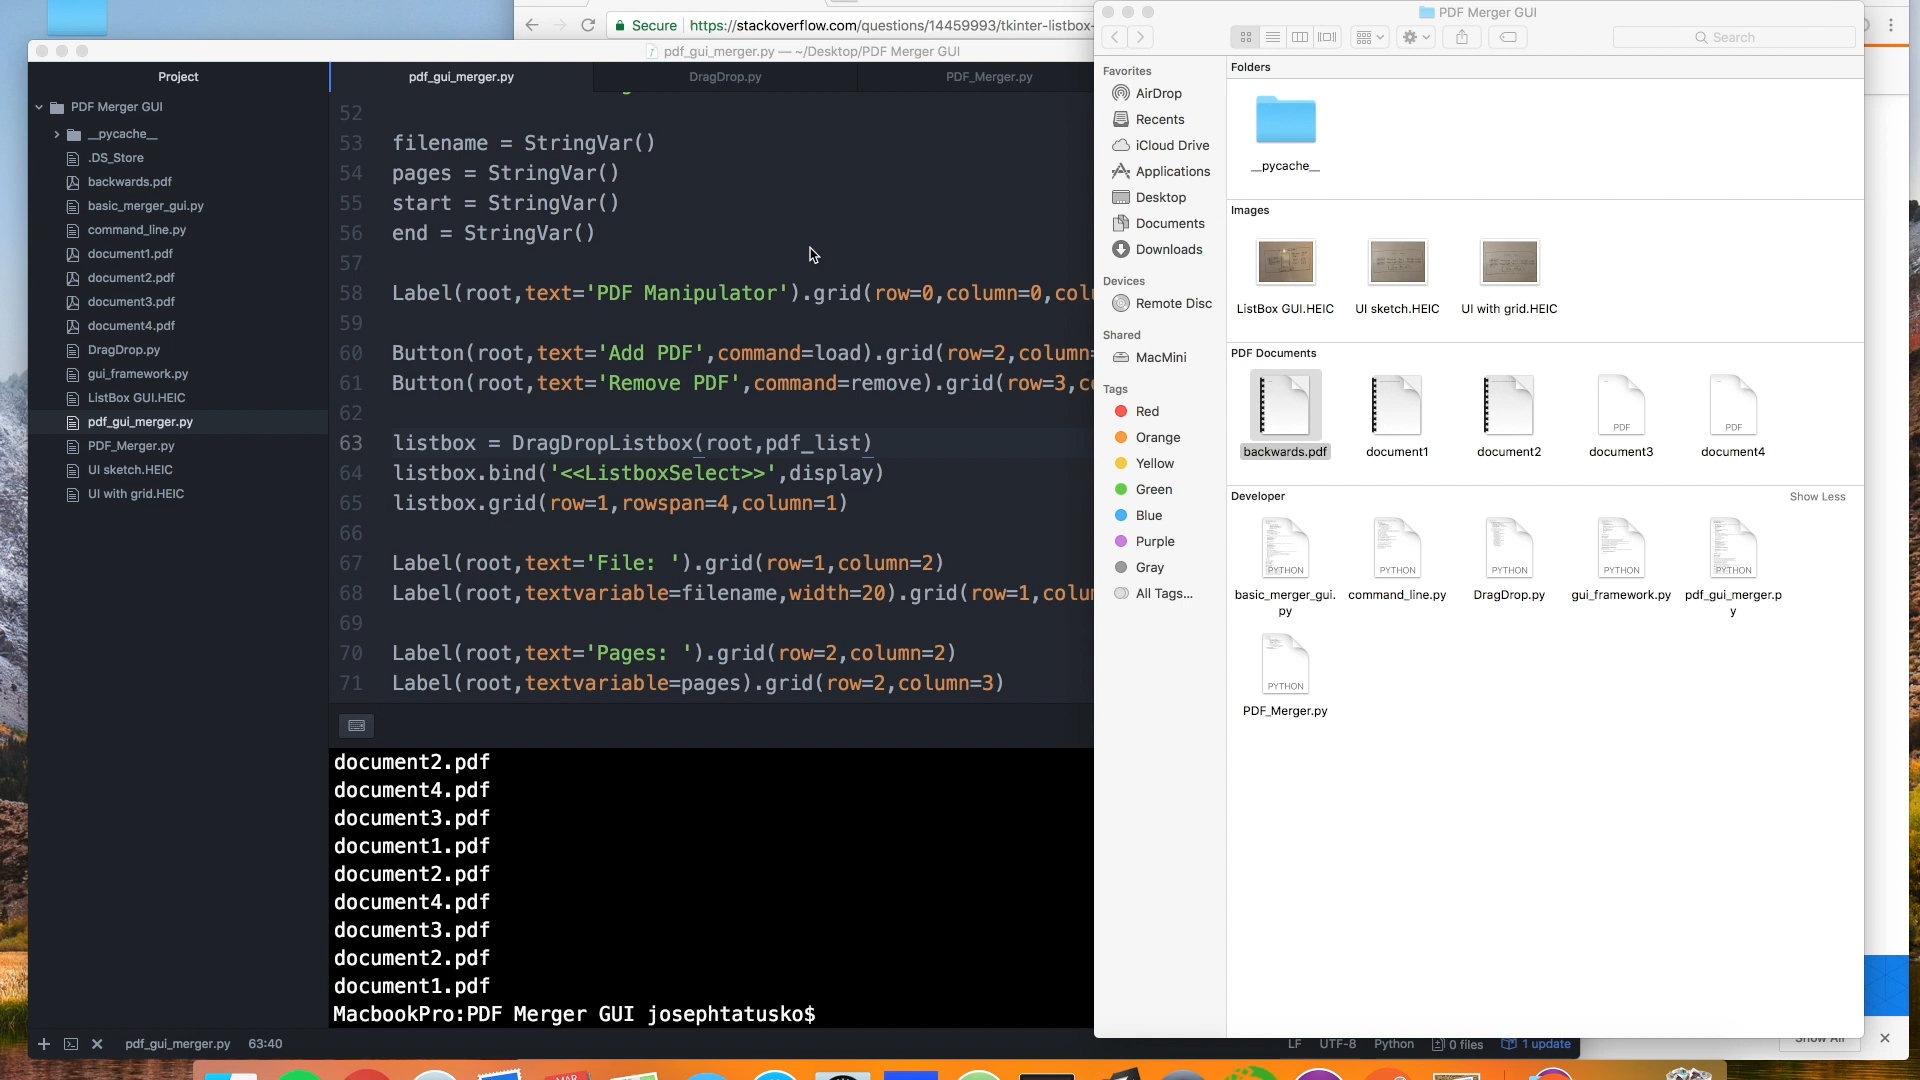 Secure https://stackoverflow.com/questions/14459993/tkinter-listbox-
PDF Merger GUI
pdf_gui_merger.py — ~/Desktop/PDF Merger GUI
Search
Project
pdf_gui_merger.py
DragDrop.py
PDF_Merger.py
PDF Merger GUI
__pycache__
.DS_Store
backwards.pdf
basic_merger_gui.py
command_line.py
document1.pdf
document2.pdf
document3.pdf
document4.pdf
DragDrop.py
gui_framework.py
ListBox GUI.HEIC
pdf_gui_merger.py
PDF_Merger.py
UI sketch.HEIC
UI with grid.HEIC
52
53 filename = StringVar()
54 pages = StringVar()
55 start = StringVar()
56 end = StringVar()
57
58 Label(root,text='PDF Manipulator').grid(row=0,column=0,colu
59
60 Button(root,text='Add PDF',command=load).grid(row=2,column=
61 Button(root,text='Remove PDF',command=remove).grid(row=3,co
62
63 listbox = DragDropListbox(root,pdf_list)
64 listbox.bind('<<ListboxSelect>>',display)
65 listbox.grid(row=1,rowspan=4,column=1)
66
67 Label(root,text='File: ').grid(row=1,column=2)
68 Label(root,textvariable=filename,width=20).grid(row=1,colum
69
70 Label(root,text='Pages: ').grid(row=2,column=2)
71 Label(root,textvariable=pages).grid(row=2,column=3)
document2.pdf
document4.pdf
document3.pdf
document1.pdf
document2.pdf
document4.pdf
document3.pdf
document2.pdf
document1.pdf
MacbookPro:PDF Merger GUI josephtatusko$
pdf_gui_merger.py 63:40
LF UTF-8 Python 0 files 1 update
Favorites
AirDrop
Recents
iCloud Drive
Applications
Desktop
Documents
Downloads
Devices
Remote Disc
Shared
MacMini
Tags
Red
Orange
Yellow
Green
Blue
Purple
Gray
All Tags...
Folders
__pycache__
Images
ListBox GUI.HEIC
UI sketch.HEIC
UI with grid.HEIC
PDF Documents
PDF
PDF
backwards.pdf
document1
document2
document3
document4
Developer
Show Less
PYTHON
PYTHON
PYTHON
PYTHON
PYTHON
basic_merger_gui.
py
command_line.py
DragDrop.py
gui_framework.py
pdf_gui_merger.p
y
PYTHON
PDF_Merger.py
Show All
MAR